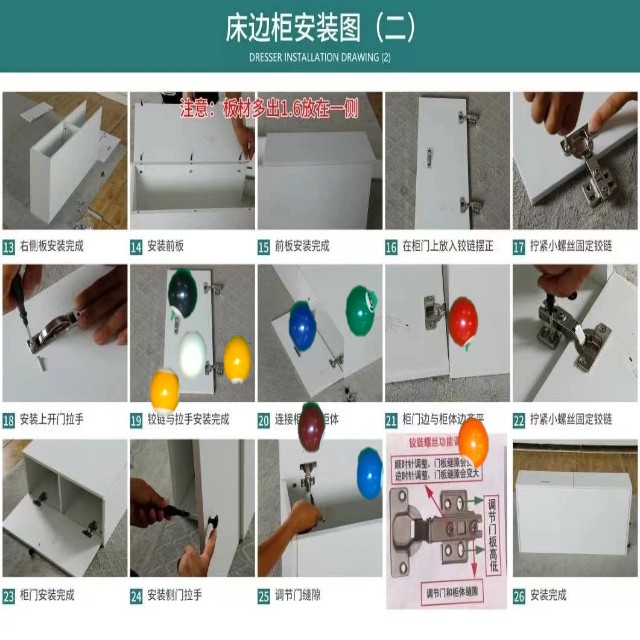 床边柜安装图（二）
DRESSER INSTALLATION DRAWING (2)
注意：板材多出1.6放在一侧
13 右侧板安装完成
14 安装前板
15 前板安装完成
16 在柜门上放入铰链摆正
17 拧紧小螺丝固定铰链
18 安装上开门拉手
19 铰链与拉手安装完成
20 连接柜 柜体
21 柜门边与柜体边
22 拧紧小螺丝固定铰链
铰链螺丝功能
顺时针调整、门板缝隙会
逆时针调整、门板缝隙会变大
调节门板高低
调节门和柜体缝隙
23 柜门安装完成
24 安装侧门拉手
25 调节门缝隙
26 安装完成